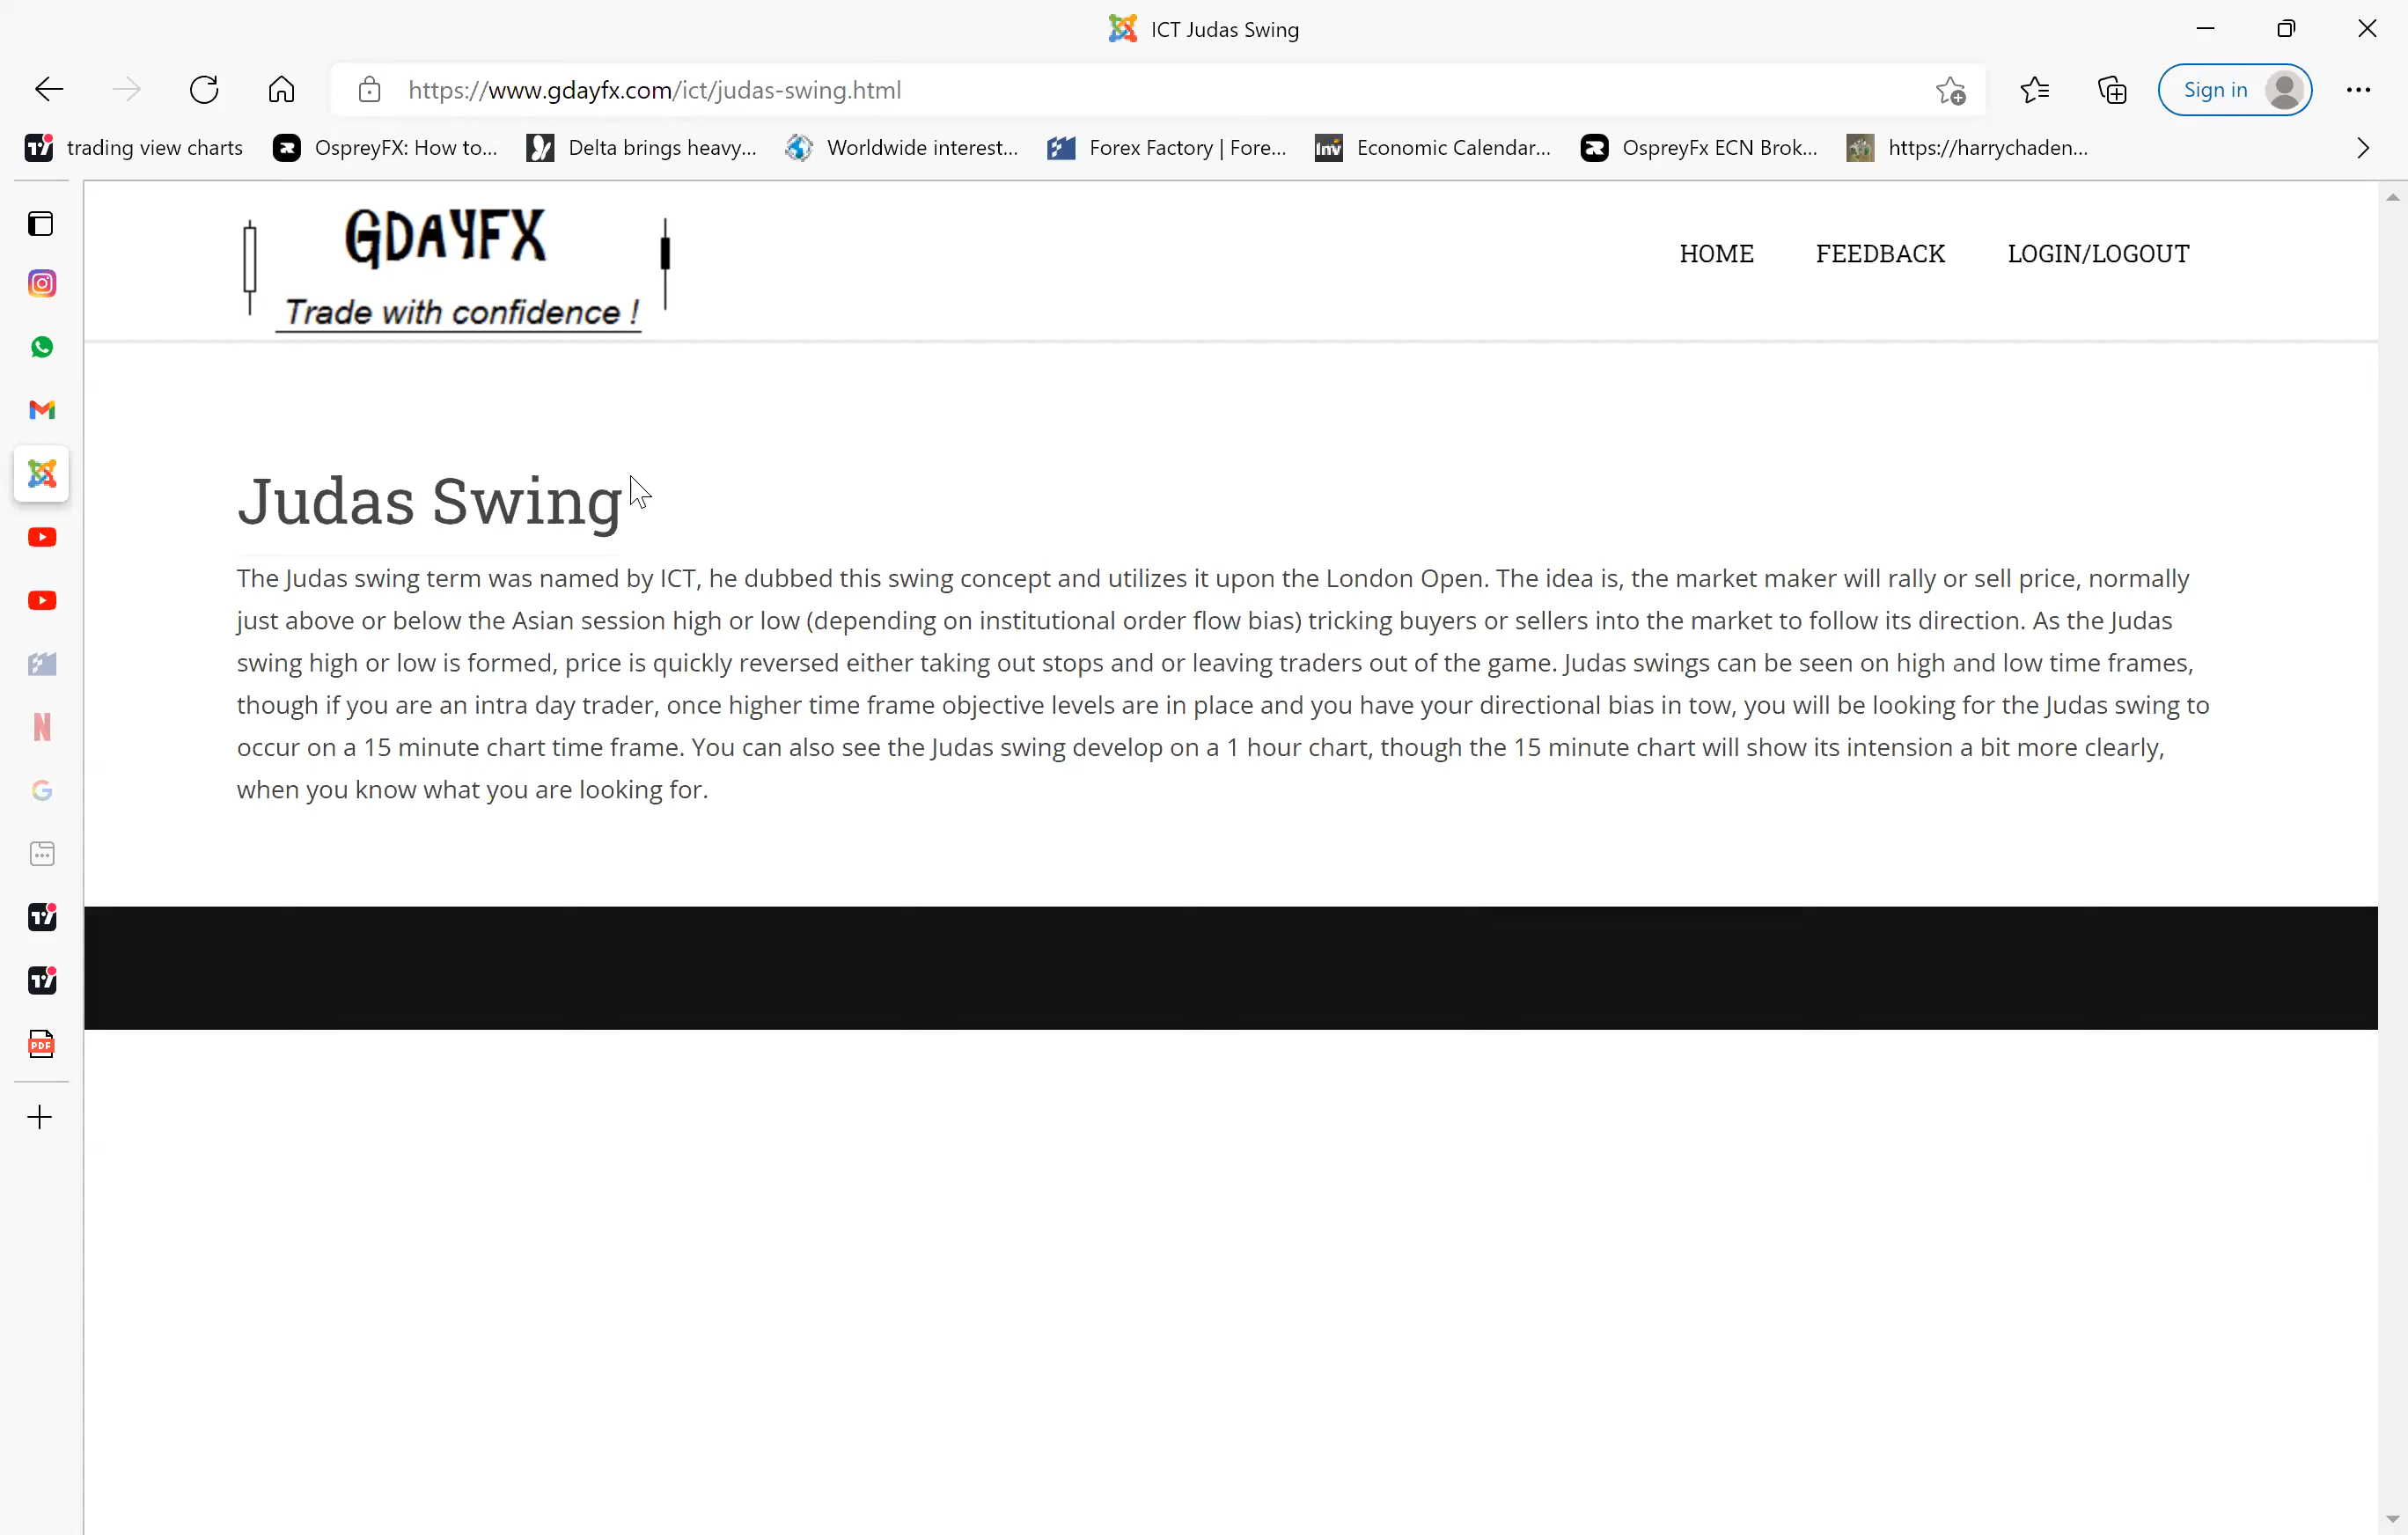 ICT Judas Swing
https://www.gdayfx.com/ict/judas-swing.html
Sign in
trading view charts
OspreyFX: How to...
Delta brings heavy...
Worldwide interest...
Forex Factory | Fore...
Inv
Economic Calendar...
OspreyFx ECN Brok...
https://harrychaden...
GDAYFX
Trade with confidence !
HOME
FEEDBACK
LOGIN/LOGOUT
Judas Swing
The Judas swing term was named by ICT, he dubbed this swing concept and utilizes it upon the London Open. The idea is, the market maker will rally or sell price, normally
just above or below the Asian session high or low (depending on institutional order flow bias) tricking buyers or sellers into the market to follow its direction. As the Judas
swing high or low is formed, price is quickly reversed either taking out stops and or leaving traders out of the game. Judas swings can be seen on high and low time frames,
though if you are an intra day trader, once higher time frame objective levels are in place and you have your directional bias in tow, you will be looking for the Judas swing to
occur on a 15 minute chart time frame. You can also see the Judas swing develop on a 1 hour chart, though the 15 minute chart will show its intension a bit more clearly,
when you know what you are looking for.
PDF